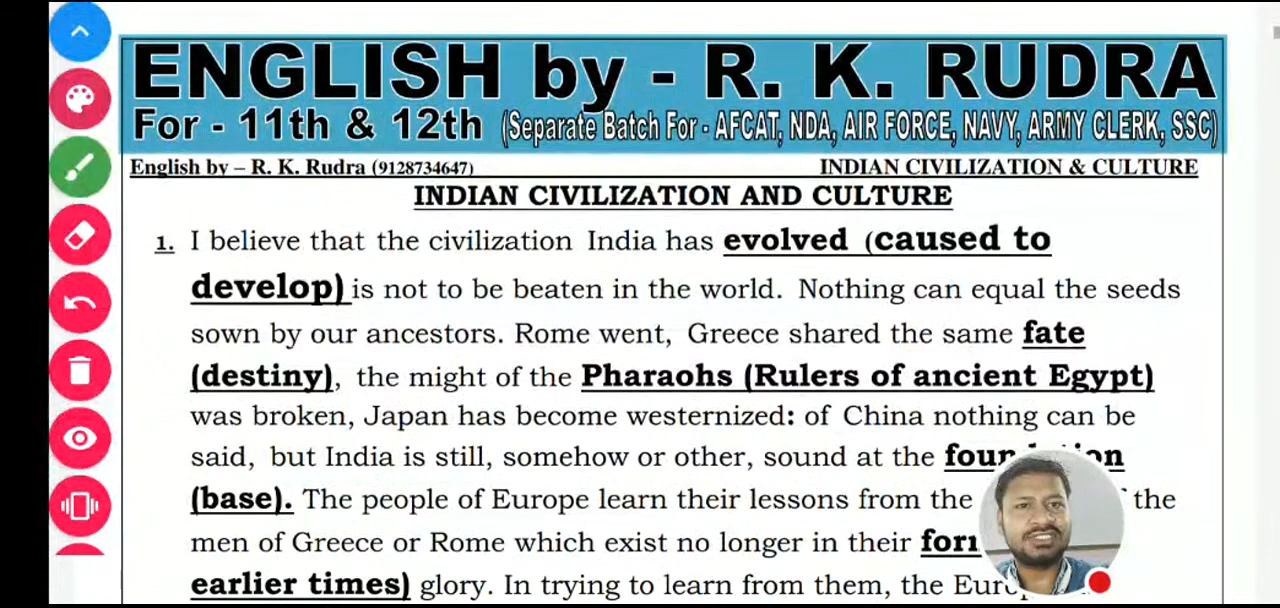 ENGLISH by - R. K. RUDRA
For - 11th & 12th (Separate Batch For - AFCAT, NDA, AIR FORCE, NAVY, ARMY CLERK, SSC)
English by – R. K. Rudra (9128734647) INDIAN CIVILIZATION & CULTURE
INDIAN CIVILIZATION AND CULTURE
1. I believe that the civilization India has evolved (caused to
develop) is not to be beaten in the world. Nothing can equal the seeds
sown by our ancestors. Rome went, Greece shared the same fate
(destiny), the might of the Pharaohs (Rulers of ancient Egypt)
was broken, Japan has become westernized: of China nothing can be
said, but India is still, somehow or other, sound at the
(base). The people of Europe learn their lessons from the the
men of Greece or Rome which exist no longer in their
earlier times) glory. In trying to learn from them, the